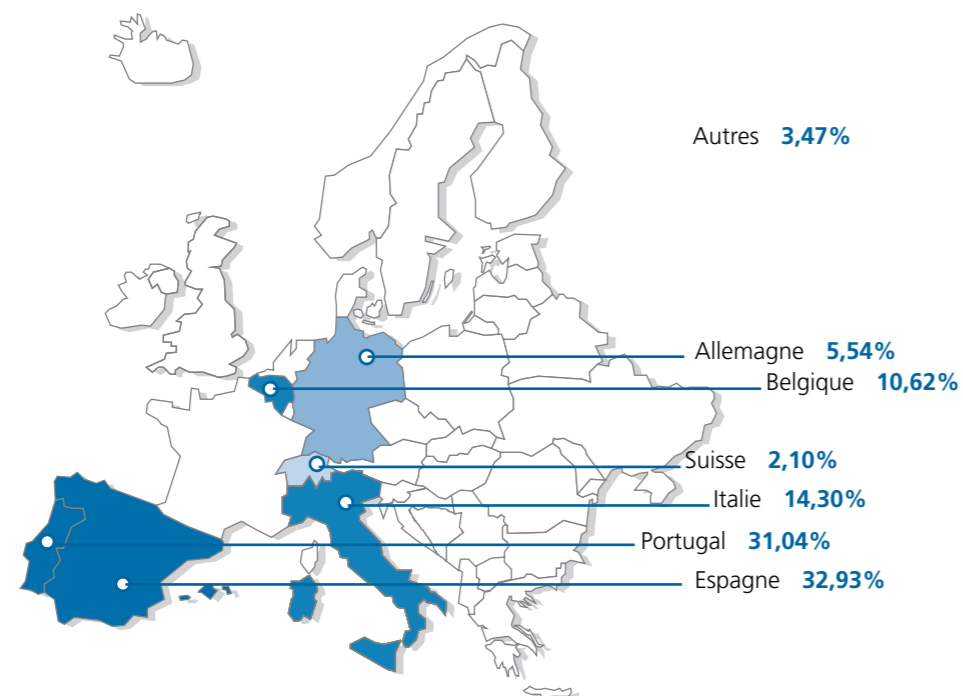 Autres 3,47%
Allemagne 5,54%
Belgique 10,62%
Suisse 2,10%
Italie 14,30%
Portugal 31,04%
Espagne 32,93%